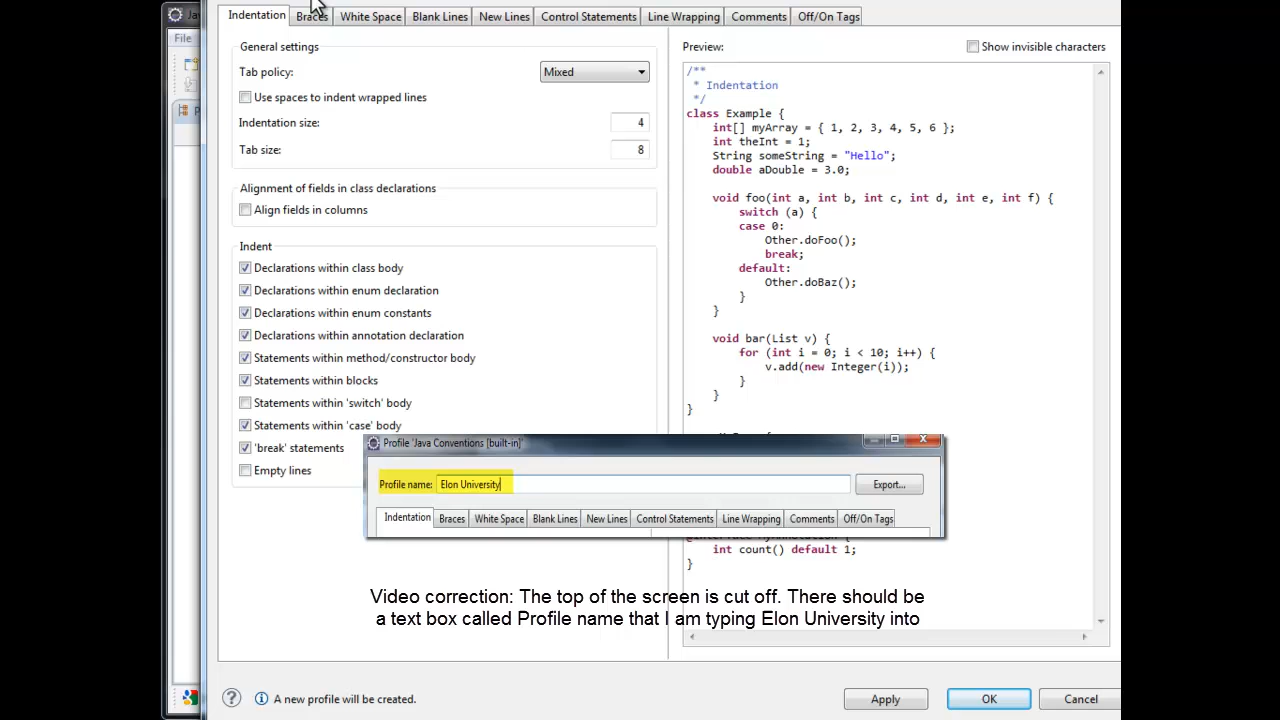 Jav
File
P
Indentation Braces White Space Blank Lines New Lines Control Statements Line Wrapping Comments Off/On Tags
General settings
Tab policy: Mixed
Use spaces to indent wrapped lines
Indentation size: 4
Tab size: 8
Alignment of fields in class declarations
Align fields in columns
Indent
Declarations within class body
Declarations within enum declaration
Declarations within enum constants
Declarations within annotation declaration
Statements within method/constructor body
Statements within blocks
Statements within 'switch' body
Statements within 'case' body
'break' statements
Empty lines
Preview: Show invisible characters
/**
 * Indentation
 */
class Example {
    int[] myArray = { 1, 2, 3, 4, 5, 6 };
    int theInt = 1;
    String someString = "Hello";
    double aDouble = 3.0;
    void foo(int a, int b, int c, int d, int e, int f) {
        switch (a) {
        case 0:
            Other.doFoo();
            break;
        default:
            Other.doBaz();
        }
    }
    void bar(List v) {
        for (int i = 0; i < 10; i++) {
            v.add(new Integer(i));
        }
    }
}
Profile 'Java Conventions [built-in]'
Profile name: Elon University Export...
Indentation Braces White Space Blank Lines New Lines Control Statements Line Wrapping Comments Off/On Tags
    int count() default 1;
}
Video correction: The top of the screen is cut off. There should be
a text box called Profile name that I am typing Elon University into
A new profile will be created. Apply OK Cancel